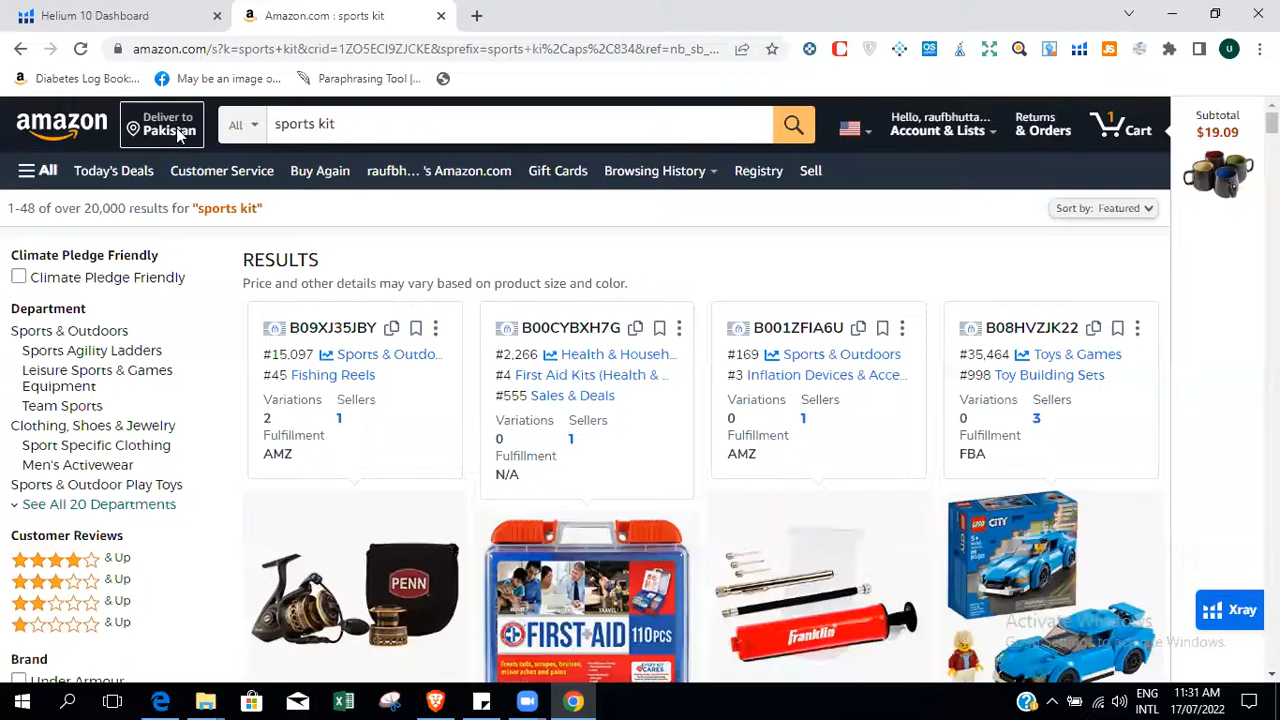 Helium 10 Dashboard
Amazon.com : sports kit
amazon.com/s?k=sports+kit&crid=1ZO5ECI9ZJCKE&sprefix=sports+ki%2Caps%2C834&ref=nb_sb_...
Diabetes Log Book:...
May be an image o...
Paraphrasing Tool |...
amazon
Deliver to
Pakistan
All
sports kit
Hello, raufbhutta...
Account & Lists
Returns
& Orders
1
Cart
Subtotal
$19.09
All
Today's Deals
Customer Service
Buy Again
raufbh... 's Amazon.com
Gift Cards
Browsing History
Registry
Sell
1-48 of over 20,000 results for "sports kit"
Sort by: Featured
Climate Pledge Friendly
Climate Pledge Friendly
Department
Sports & Outdoors
Sports Agility Ladders
Leisure Sports & Games
Equipment
Team Sports
Clothing, Shoes & Jewelry
Sport Specific Clothing
Men's Activewear
Sports & Outdoor Play Toys
See All 20 Departments
Customer Reviews
& Up
& Up
& Up
& Up
Brand
Under Armour
RESULTS
Price and other details may vary based on product size and color.
B09XJ35JBY
#15,097 Sports & Outdo...
#45 Fishing Reels
Variations Sellers
2 1
Fulfillment
AMZ
B00CYBXH7G
#2,266 Health & Househ...
#4 First Aid Kits (Health & ...
#555 Sales & Deals
Variations Sellers
0 1
Fulfillment
N/A
B001ZFIA6U
#169 Sports & Outdoors
#3 Inflation Devices & Acce...
Variations Sellers
0 1
Fulfillment
AMZ
B08HVZJK22
#35,464 Toys & Games
#998 Toy Building Sets
Variations Sellers
0 3
Fulfillment
FBA
PENN
FIRST+AID 110PCS
Franklin
LEGO CITY
Xray
Activate Windows
ENG
INTL
11:31 AM
17/07/2022